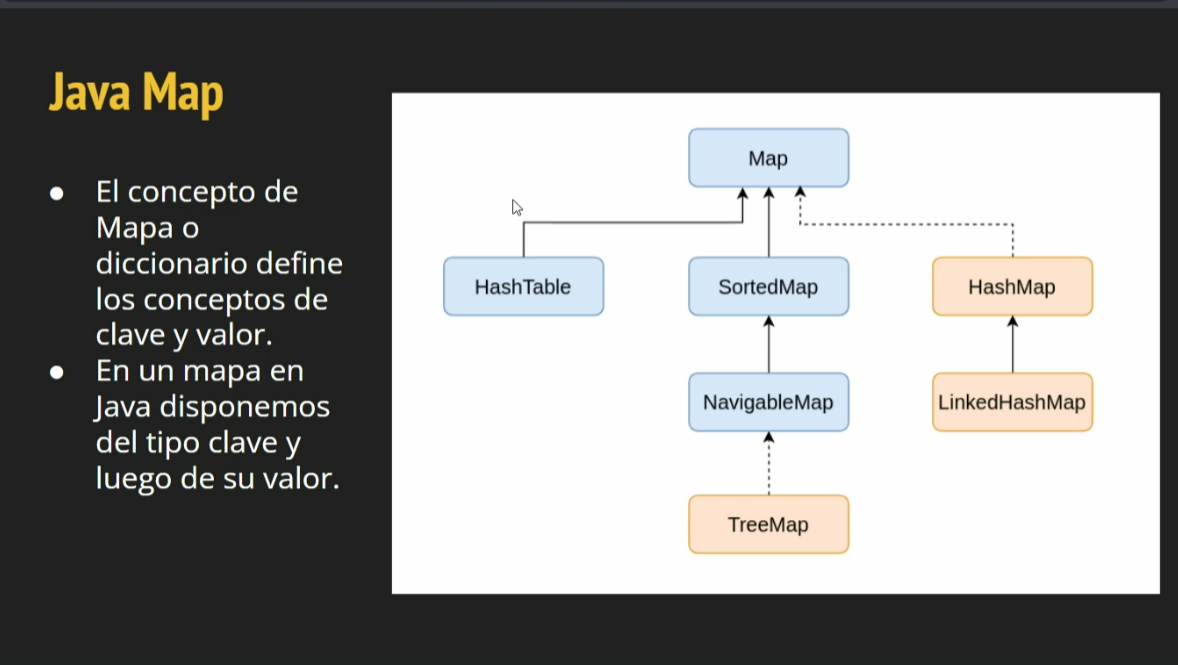 Java Map
● El concepto de
Mapa o
diccionario define
los conceptos de
clave y valor.
● En un mapa en
Java disponemos
del tipo clave y
luego de su valor.
Map
HashTable
SortedMap
HashMap
NavigableMap
LinkedHashMap
TreeMap